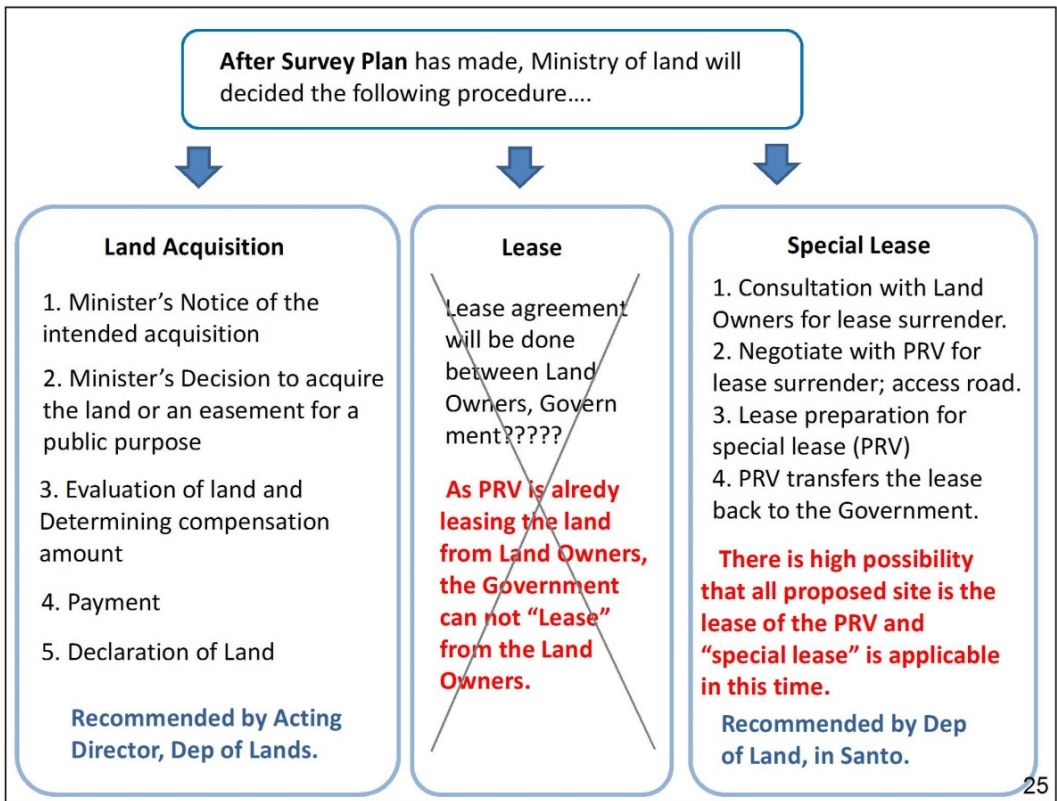 After Survey Plan has made, Ministry of land will
decided the following procedure….
Land Acquisition
1. Minister’s Notice of the
intended acquisition
2. Minister’s Decision to acquire
the land or an easement for a
public purpose
3. Evaluation of land and
Determining compensation
amount
4. Payment
5. Declaration of Land
Recommended by Acting
Director, Dep of Lands.
Lease
Lease agreement
will be done
between Land
Owners, Govern
ment?????
As PRV is alredy
leasing the land
from Land Owners,
the Government
can not “Lease”
from the Land
Owners.
Special Lease
1. Consultation with Land
Owners for lease surrender.
2. Negotiate with PRV for
lease surrender; access road.
3. Lease preparation for
special lease (PRV)
4. PRV transfers the lease
back to the Government.
There is high possibility
that all proposed site is the
lease of the PRV and
“special lease” is applicable
in this time.
Recommended by Dep
of Land, in Santo.
25